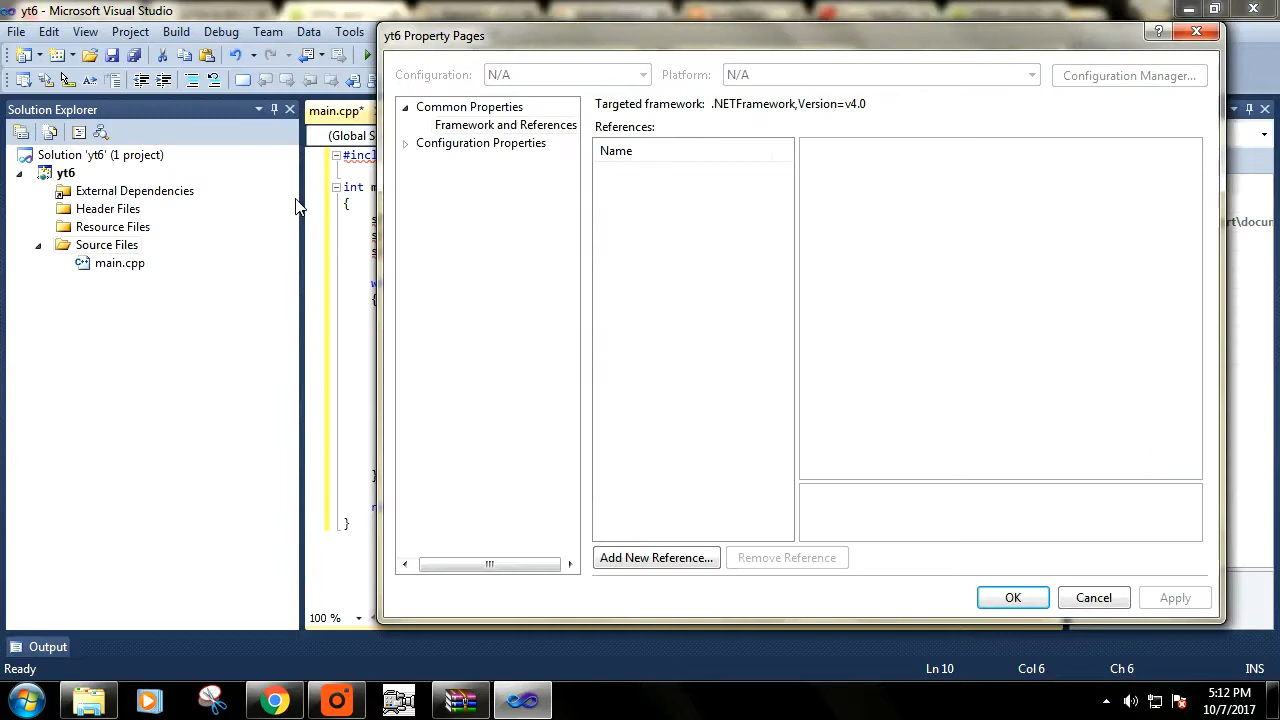 yt6 - Microsoft Visual Studio
File Edit View Project Build Debug Team Data Tools
yt6 Property Pages
Configuration: N/A Platform: N/A Configuration Manager...
Solution Explorer
main.cpp*
Common Properties
Framework and References
Configuration Properties
Targeted framework: .NETFramework,Version=v4.0
References:
Name
(Global S
Solution 'yt6' (1 project)
yt6
External Dependencies
Header Files
Resource Files
Source Files
main.cpp
#incl
int m
{
w
{
}
}
rt\docur
Add New Reference... Remove Reference
OK Cancel Apply
100 %
Output
Ready Ln 10 Col 6 Ch 6 INS
5:12 PM
10/7/2017